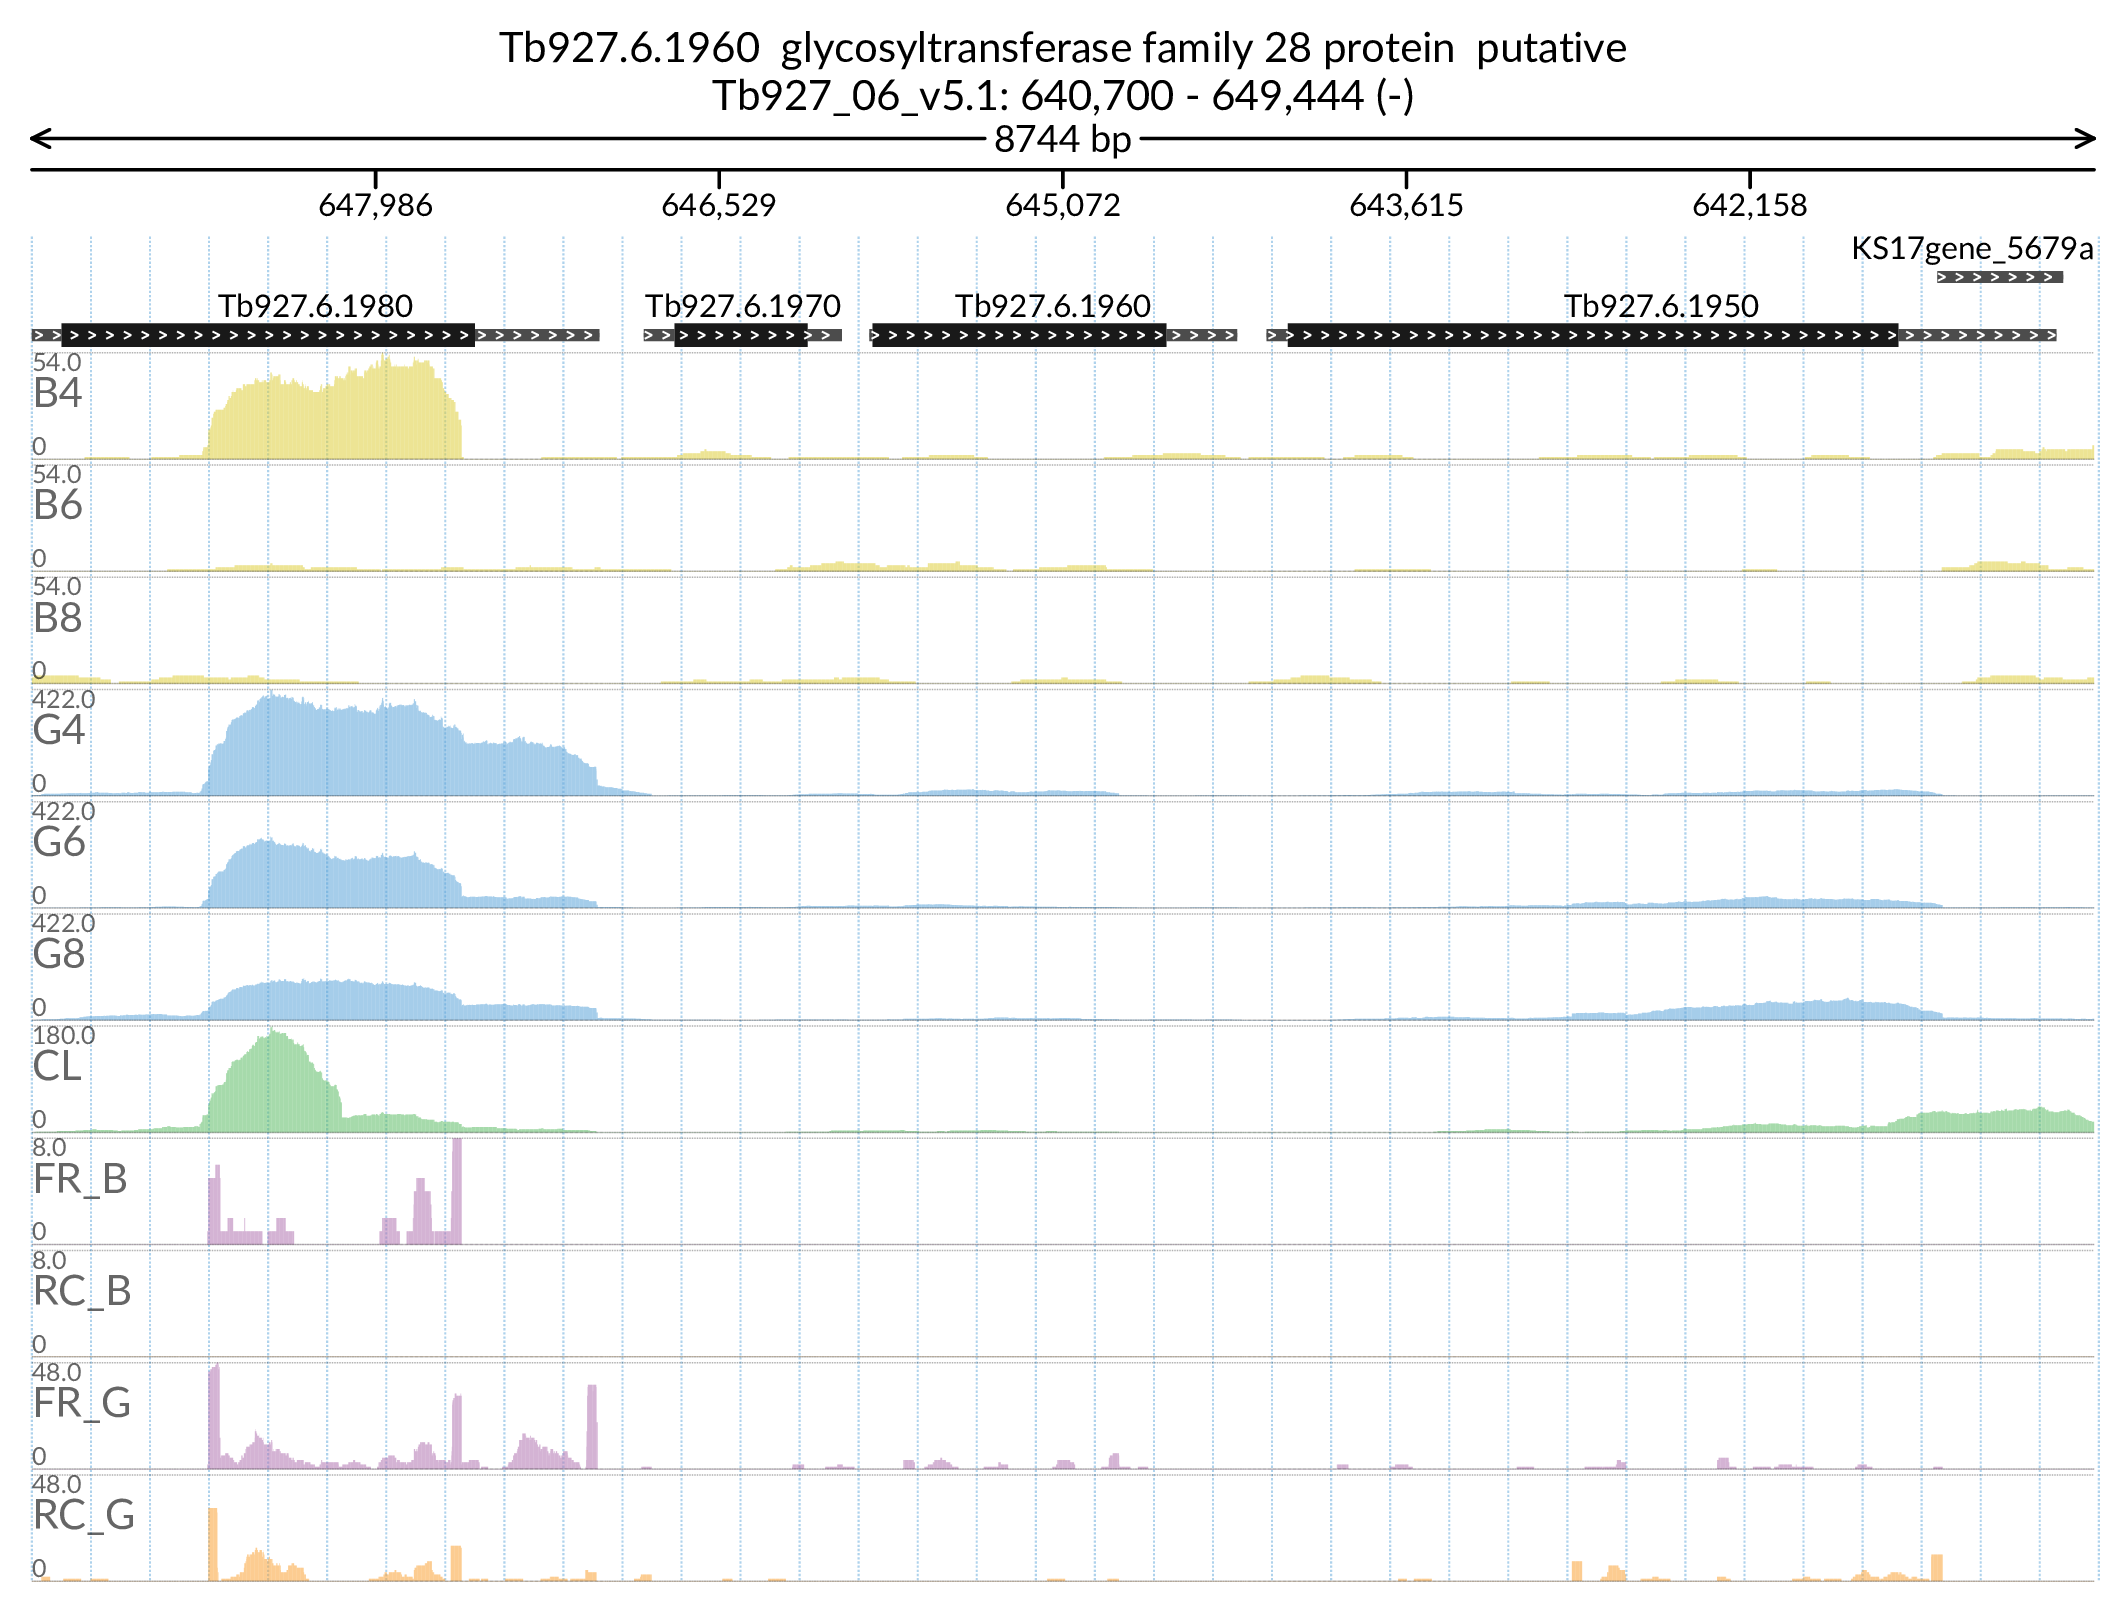 Tb927.6.1960  glycosyltransferase family 28 protein  putative
Tb927_06_v5.1: 640,700 - 649,444 (-)
8744 bp
647,986 646,529 645,072 643,615 642,158
KS17gene_5679a
Tb927.6.1980 Tb927.6.1970 Tb927.6.1960 Tb927.6.1950
54.0
B4
0
54.0
B6
0
54.0
B8
0
422.0
G4
0
422.0
G6
0
422.0
G8
0
180.0
CL
0
8.0
FR_B
0
8.0
RC_B
0
48.0
FR_G
0
48.0
RC_G
0